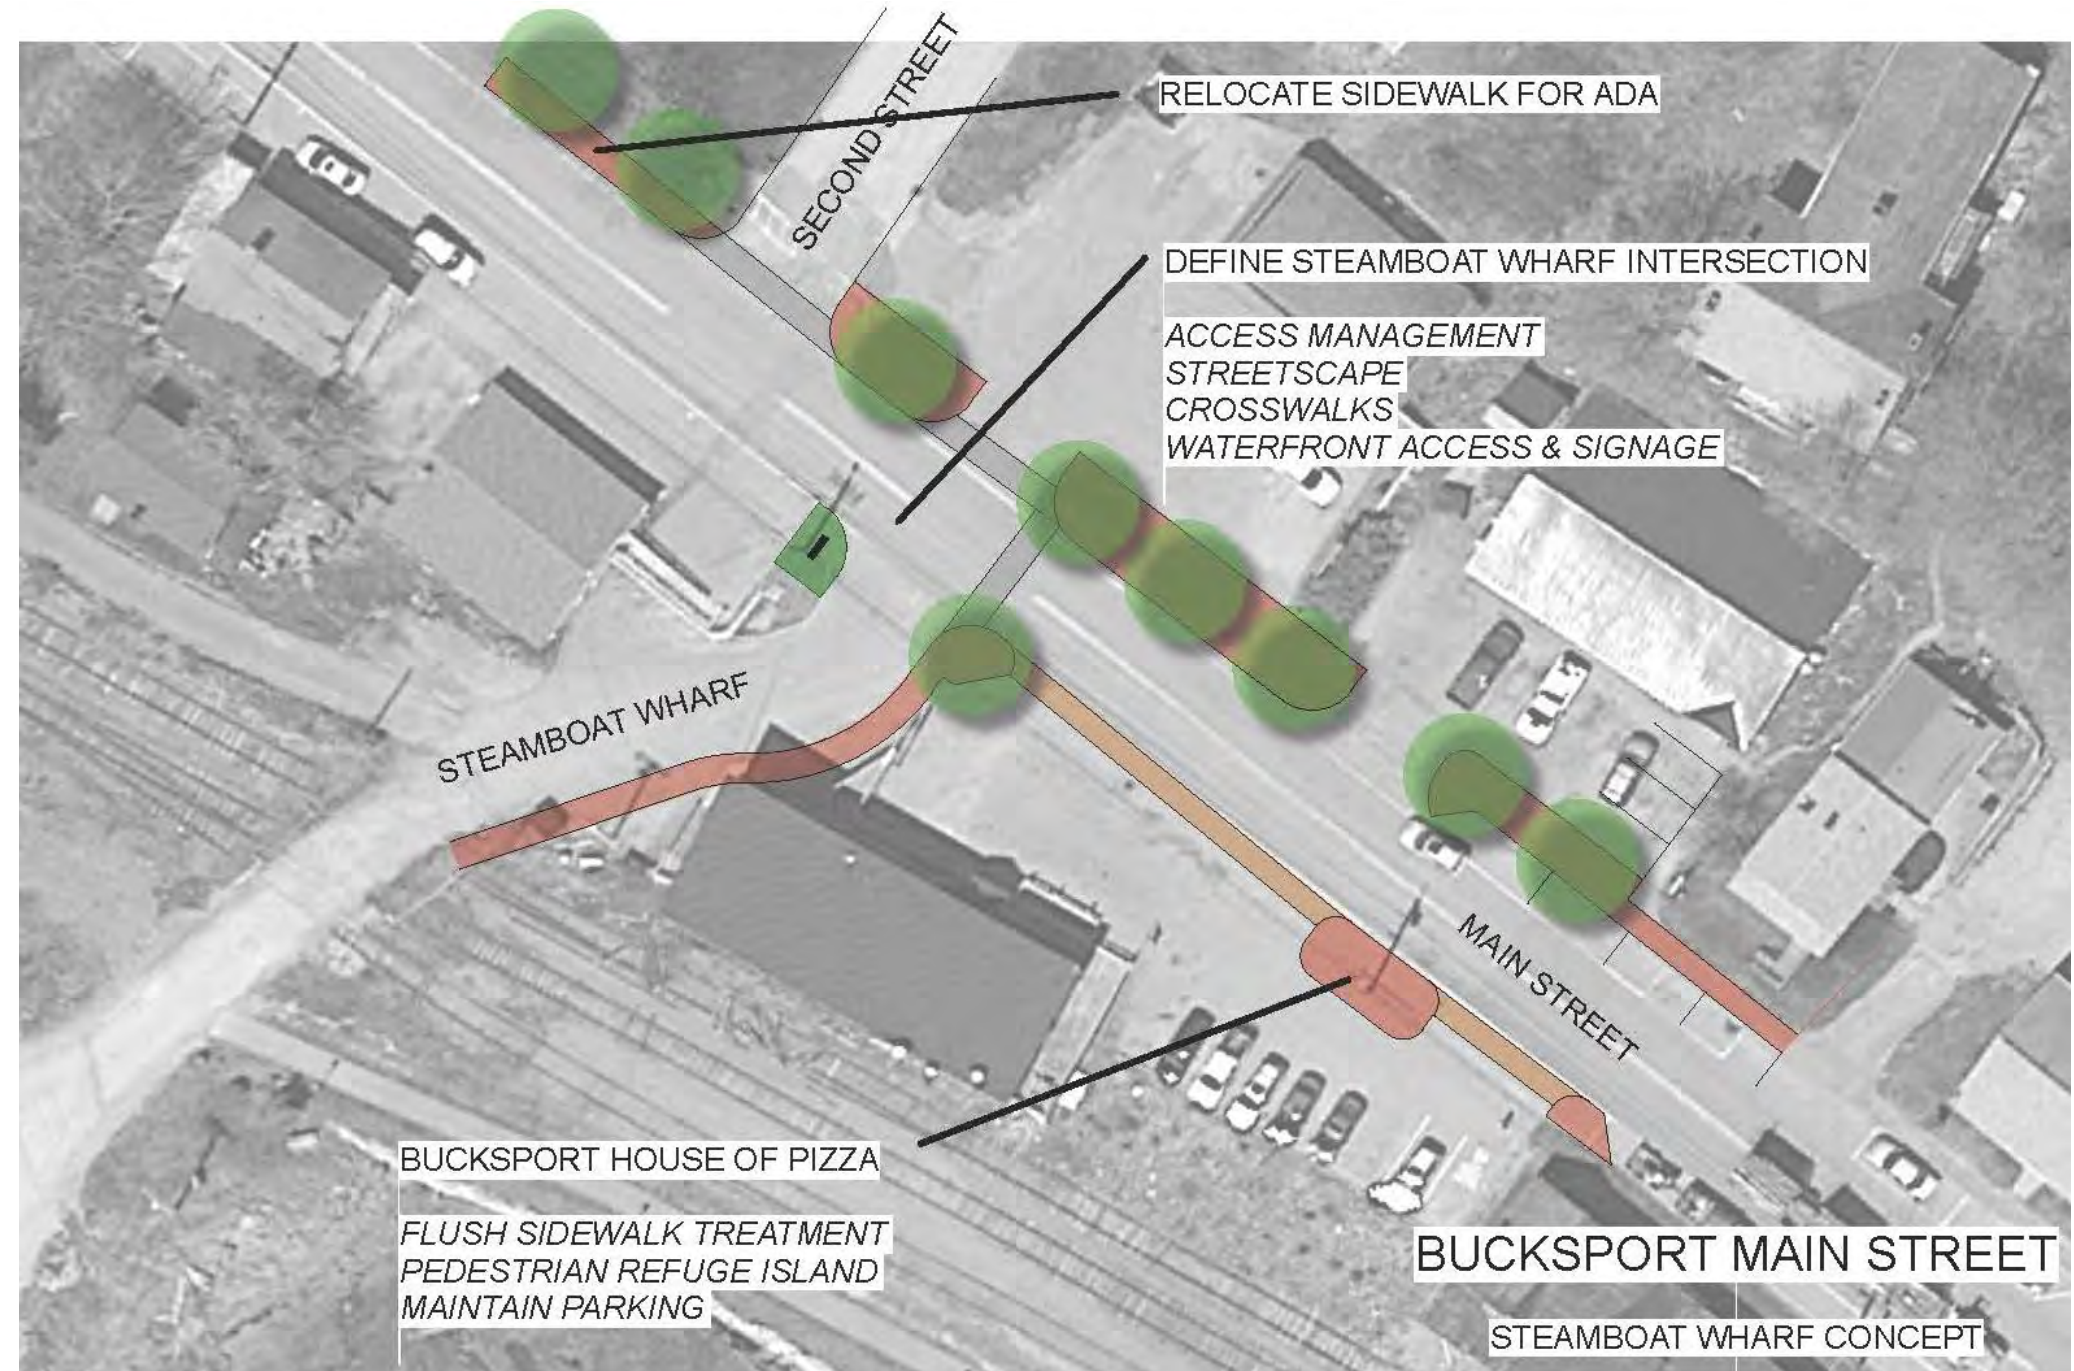 SECOND STREET
RELOCATE SIDEWALK FOR ADA
DEFINE STEAMBOAT WHARF INTERSECTION
ACCESS MANAGEMENT
STREETSCAPE
CROSSWALKS
WATERFRONT ACCESS & SIGNAGE
STEAMBOAT WHARF
MAIN STREET
BUCKSPORT HOUSE OF PIZZA
FLUSH SIDEWALK TREATMENT
PEDESTRIAN REFUGE ISLAND
MAINTAIN PARKING
BUCKSPORT MAIN STREET
STEAMBOAT WHARF CONCEPT